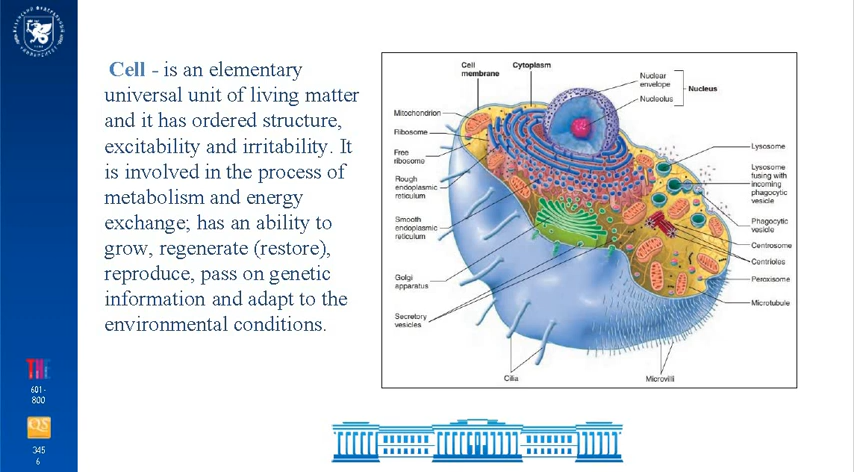 Cell - is an elementary
universal unit of living matter
and it has ordered structure,
excitability and irritability. It
is involved in the process of
metabolism and energy
exchange; has an ability to
grow, regenerate (restore),
reproduce, pass on genetic
information and adapt to the
environmental conditions.
Cell
membrane
Cytoplasm
Nuclear
envelope
Nucleolus
Nucleus
Mitochondrion
Ribosome
Free
ribosome
Rough
endoplasmic
reticulum
Smooth
endoplasmic
reticulum
Golgi
apparatus
Secretory
vesicles
Cilia
Microvilli
Lysosome
Lysosome
fusing with
incoming
phagocytic
vesicle
Phagocytic
vesicle
Centrosome
Centrioles
Peroxisome
Microtubule
THE
601-
800
QS
345
6